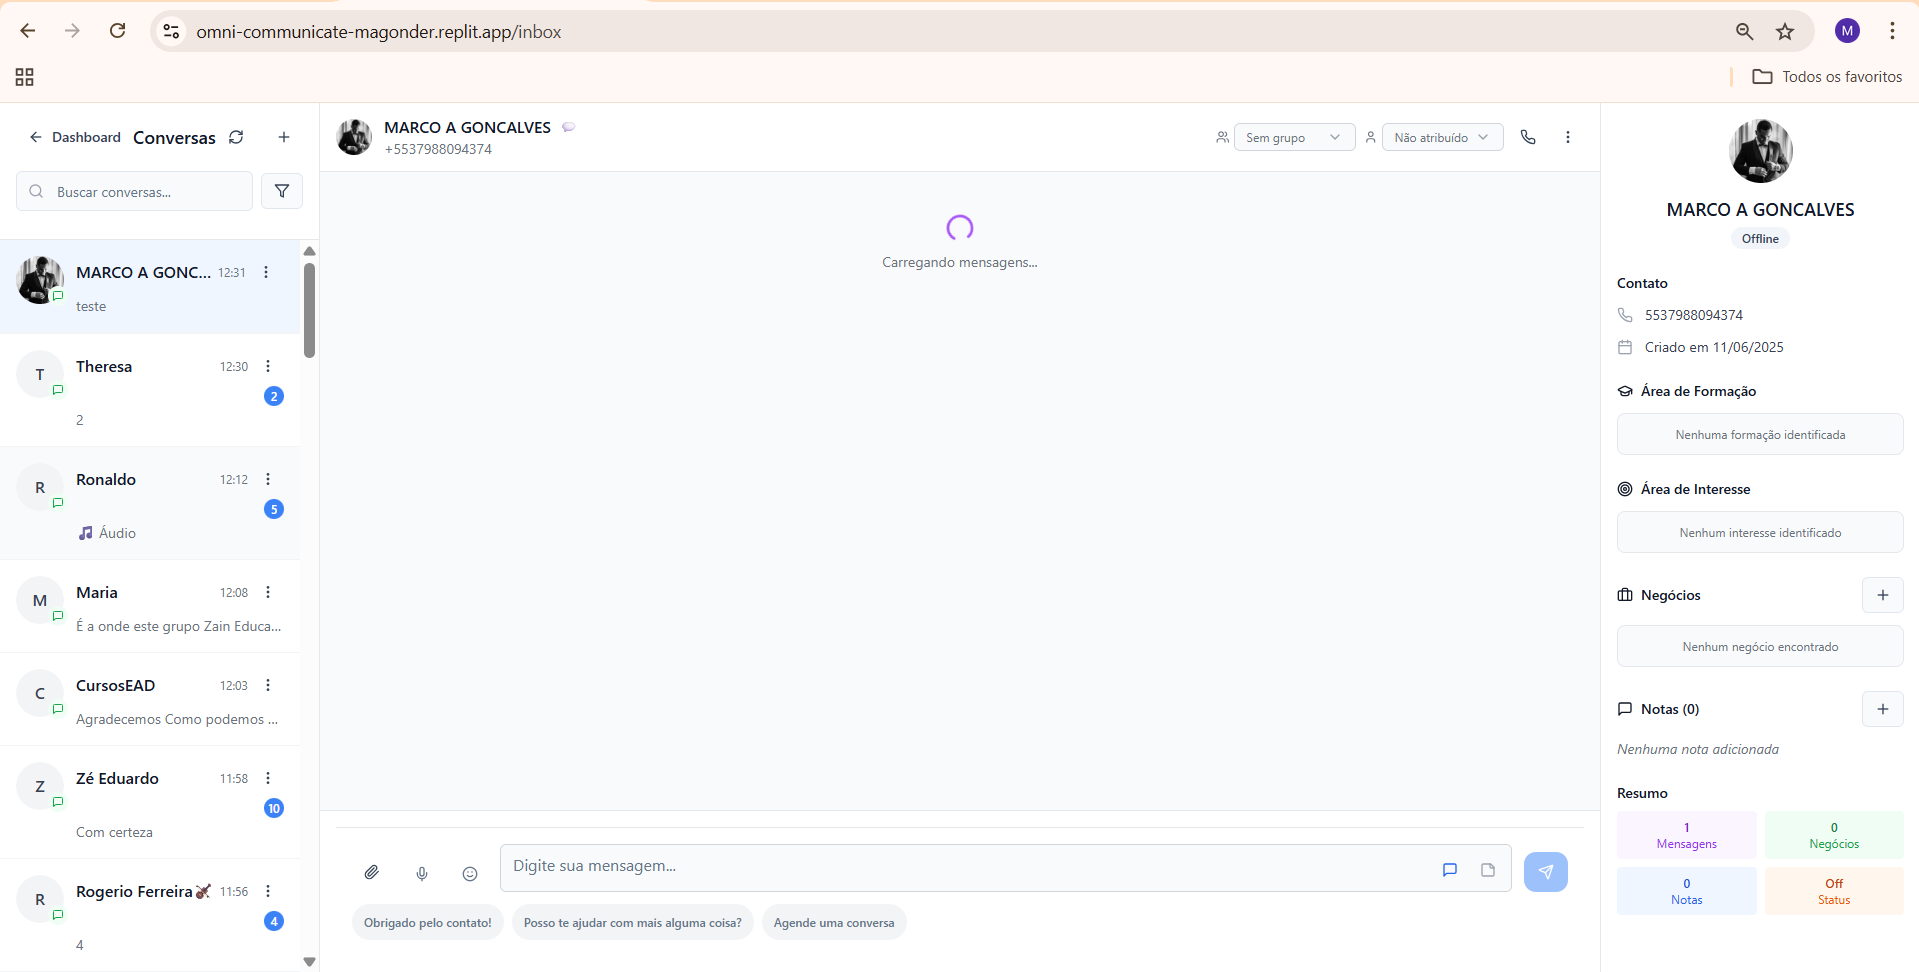 omni-communicate-magonder.replit.app/inbox
M
Todos os favoritos
Dashboard
Conversas
Buscar conversas...
MARCO A GONC...
12:31
teste
T
Theresa
12:30
2
2
R
Ronaldo
12:12
5
Áudio
M
Maria
12:08
É a onde este grupo Zain Educa...
C
CursosEAD
12:03
Agradecemos Como podemos ...
Z
Zé Eduardo
11:58
10
Com certeza
R
Rogerio Ferreira
11:56
4
4
MARCO A GONCALVES
+5537988094374
Sem grupo
Não atribuído
Carregando mensagens...
Digite sua mensagem...
Obrigado pelo contato!
Posso te ajudar com mais alguma coisa?
Agende uma conversa
MARCO A GONCALVES
Offline
Contato
5537988094374
Criado em 11/06/2025
Área de Formação
Nenhuma formação identificada
Área de Interesse
Nenhum interesse identificado
Negócios
Nenhum negócio encontrado
Notas (0)
Nenhuma nota adicionada
Resumo
1
Mensagens
0
Negócios
0
Notas
Off
Status